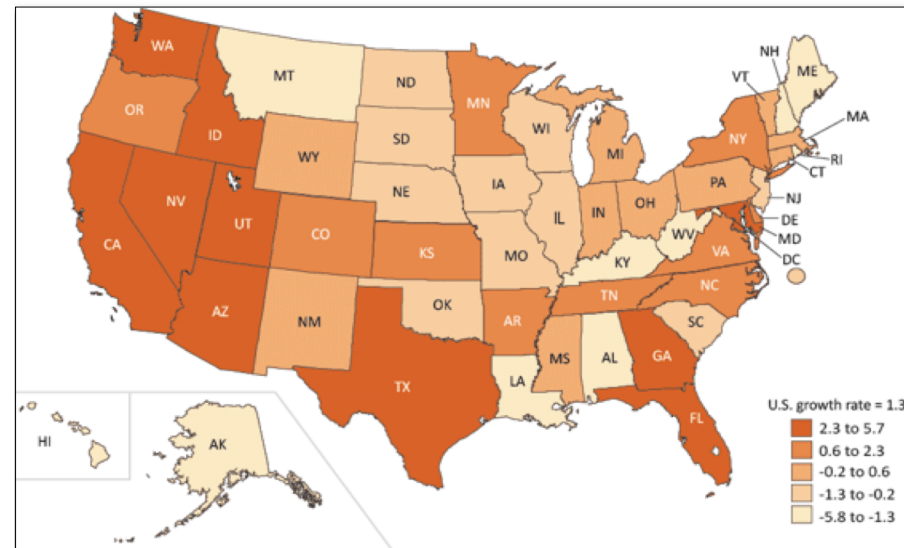 WA
OR
ID
MT
ND
SD
NE
WY
NV
UT
CO
CA
AZ
NM
KS
OK
TX
MN
IA
MO
AR
LA
WI
IL
MI
IN
OH
KY
TN
MS
AL
GA
FL
SC
NC
VA
WV
PA
NY
VT
NH
ME
MA
RI
CT
NJ
DE
MD
DC
HI
AK
U.S. growth rate = 1.3
2.3 to 5.7
0.6 to 2.3
-0.2 to 0.6
-1.3 to -0.2
-5.8 to -1.3